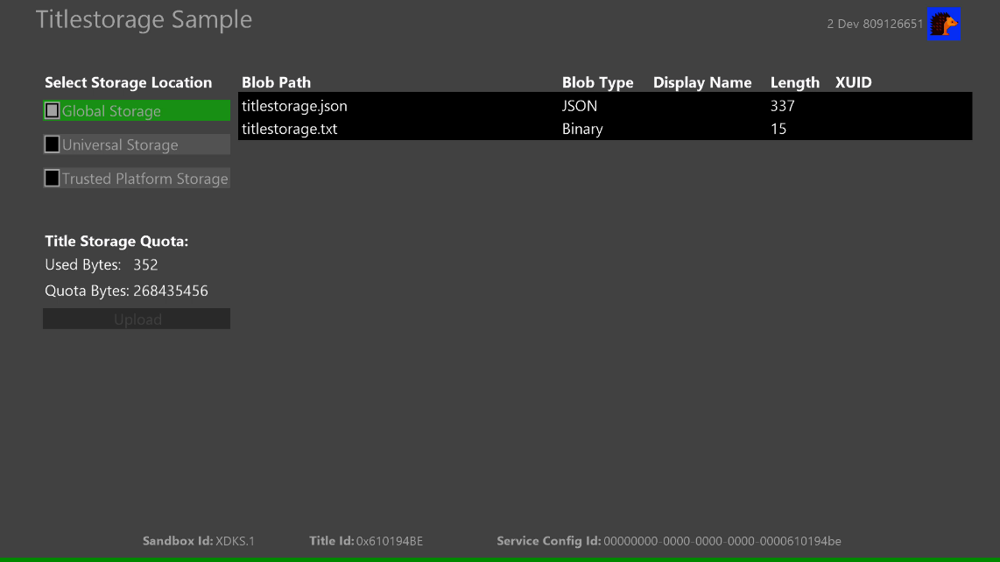 Titlestorage Sample
2 Dev 809126651
Select Storage Location
Global Storage
Universal Storage
Trusted Platform Storage
Blob Path Blob Type Display Name Length XUID
titlestorage.json JSON 337
titlestorage.txt Binary 15
Title Storage Quota:
Used Bytes: 352
Quota Bytes: 268435456
Upload
Sandbox Id: XDKS.1 Title Id: 0x610194BE Service Config Id: 00000000-0000-0000-0000-0000610194be